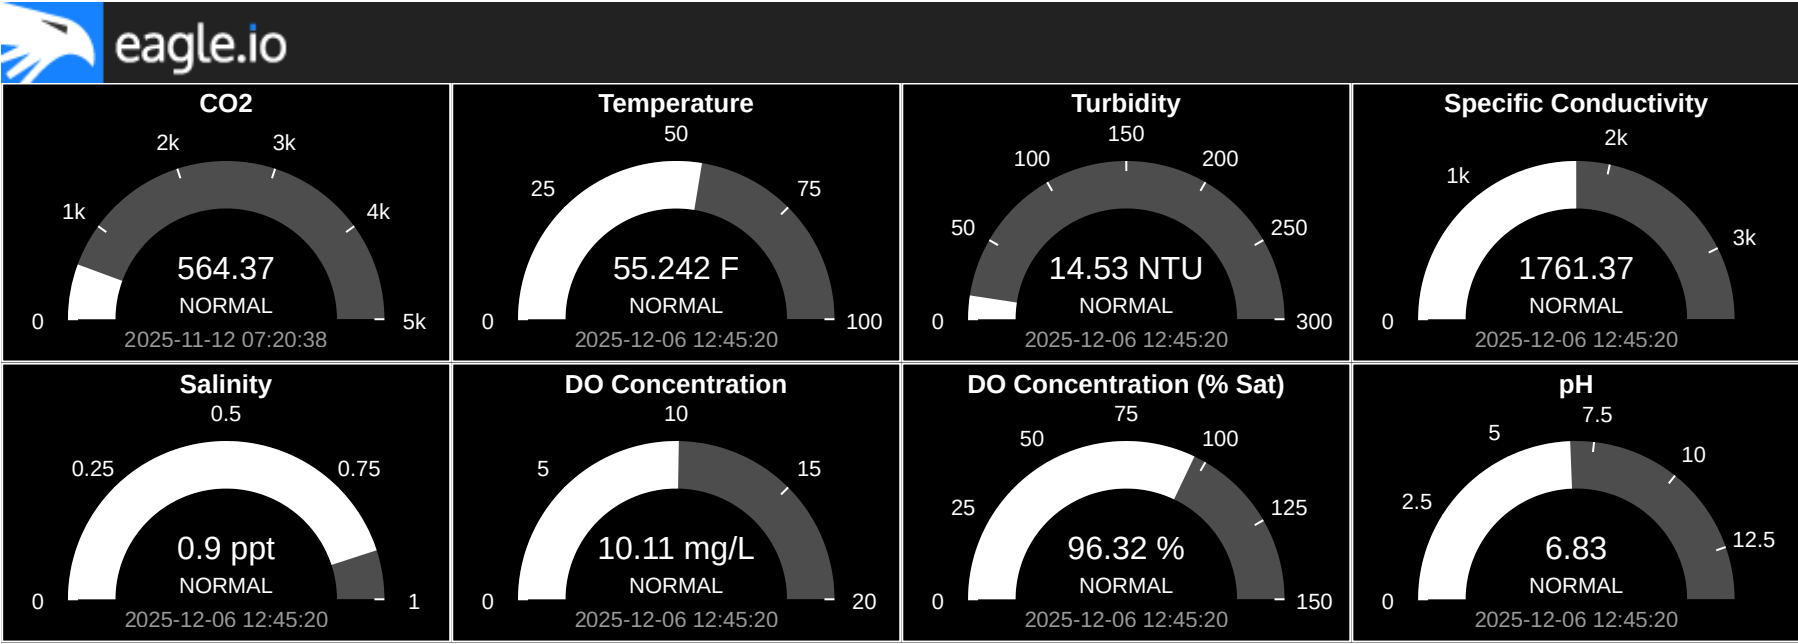 eagle.io
CO2
0
1k
2k
3k
4k
5k
564.37
NORMAL
2025-11-12 07:20:38
Temperature
0
25
50
75
100
55.242 F
NORMAL
2025-12-06 12:45:20
Turbidity
0
50
100
150
200
250
300
14.53 NTU
NORMAL
2025-12-06 12:45:20
Specific Conductivity
0
1k
2k
3k
1761.37
NORMAL
2025-12-06 12:45:20
Salinity
0
0.25
0.5
0.75
1
0.9 ppt
NORMAL
2025-12-06 12:45:20
DO Concentration
0
5
10
15
20
10.11 mg/L
NORMAL
2025-12-06 12:45:20
DO Concentration (% Sat)
0
25
50
75
100
125
150
96.32 %
NORMAL
2025-12-06 12:45:20
pH
0
2.5
5
7.5
10
12.5
6.83
NORMAL
2025-12-06 12:45:20